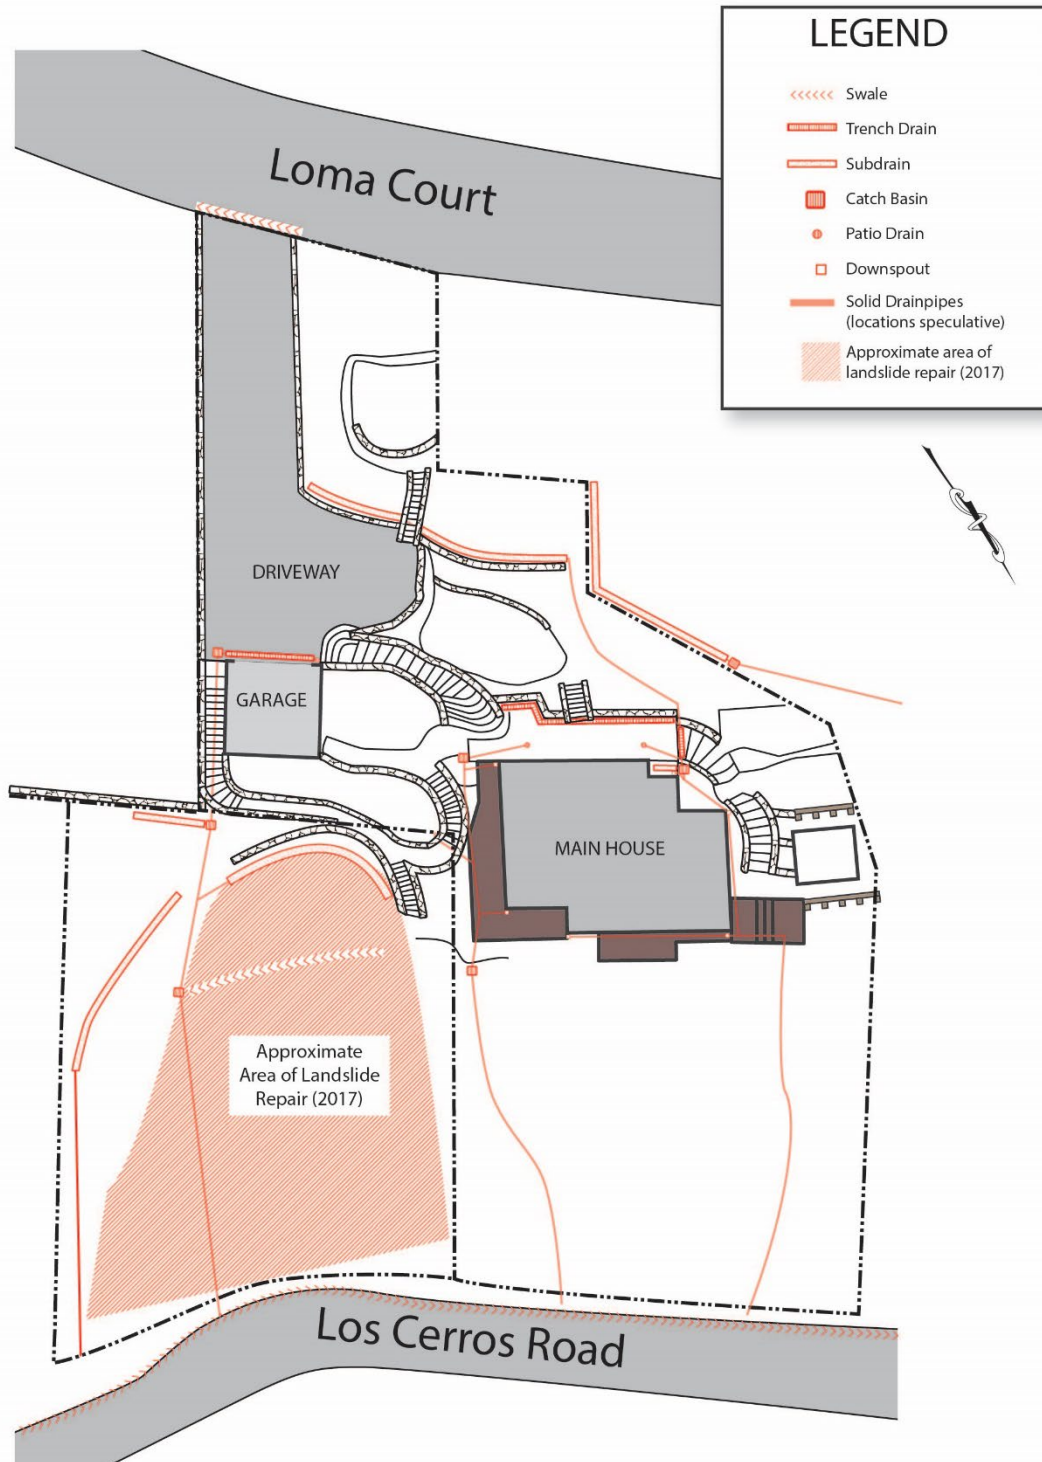 LEGEND
Swale
Trench Drain
Subdrain
Catch Basin
Patio Drain
Downspout
Solid Drainpipes
(locations speculative)
Approximate area of
landslide repair (2017)
Loma Court
DRIVEWAY
GARAGE
MAIN HOUSE
Approximate
Area of Landslide
Repair (2017)
Los Cerros Road